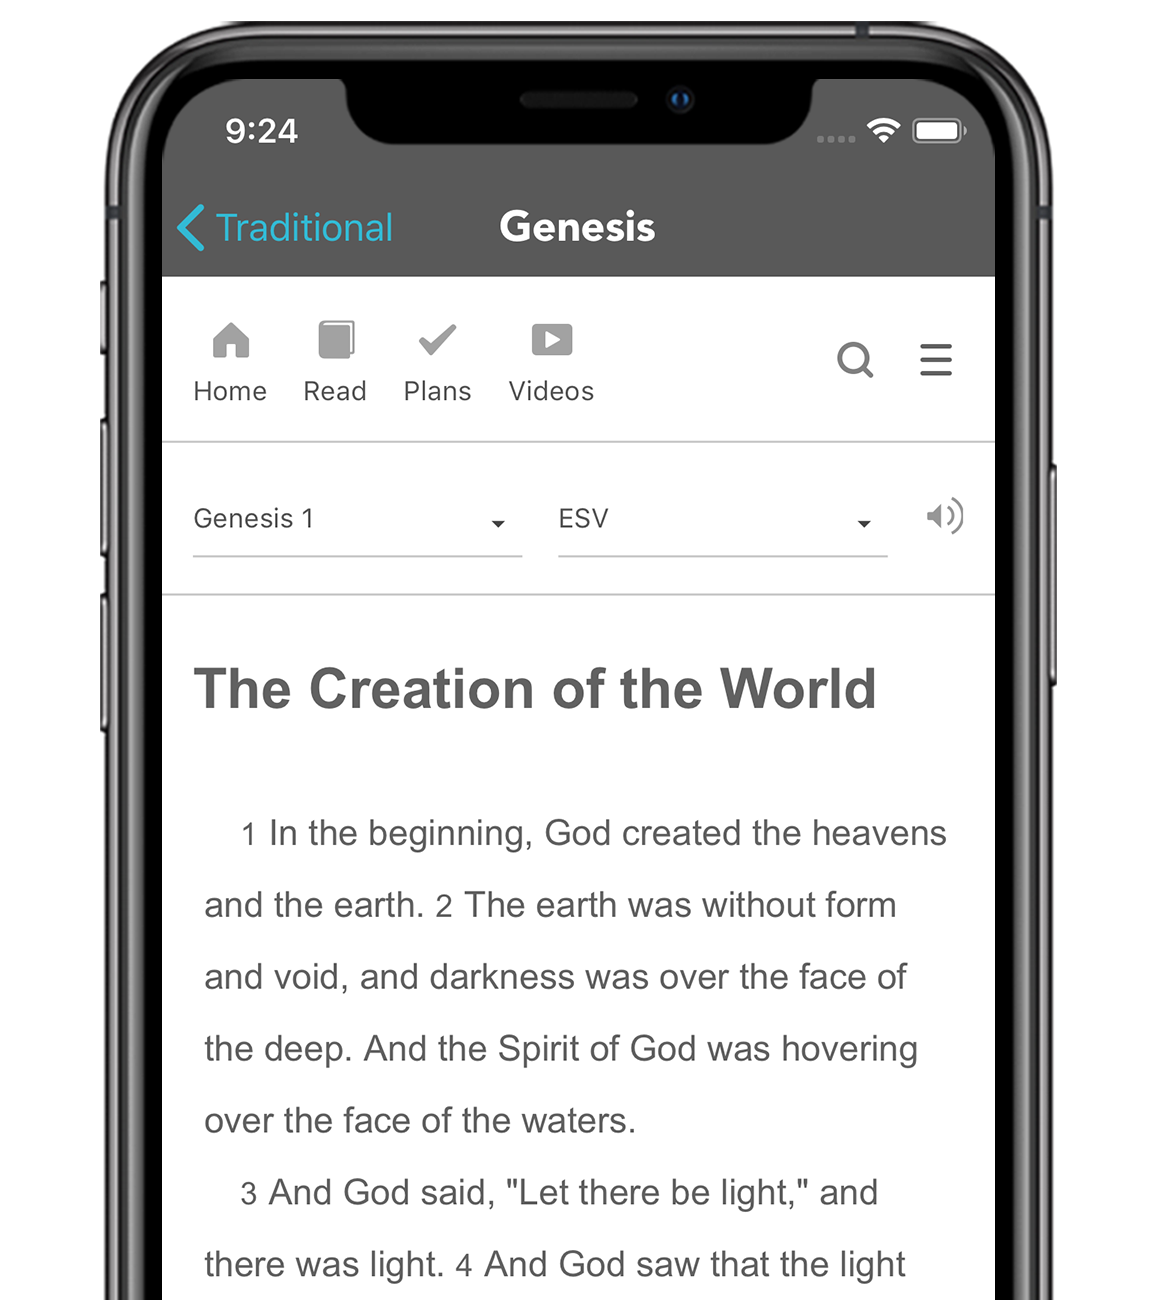 9:24
Traditional Genesis
Home Read Plans Videos
Genesis 1 ESV
The Creation of the World
1 In the beginning, God created the heavens
and the earth. 2 The earth was without form
and void, and darkness was over the face of
the deep. And the Spirit of God was hovering
over the face of the waters.
3 And God said, "Let there be light," and
there was light. 4 And God saw that the light